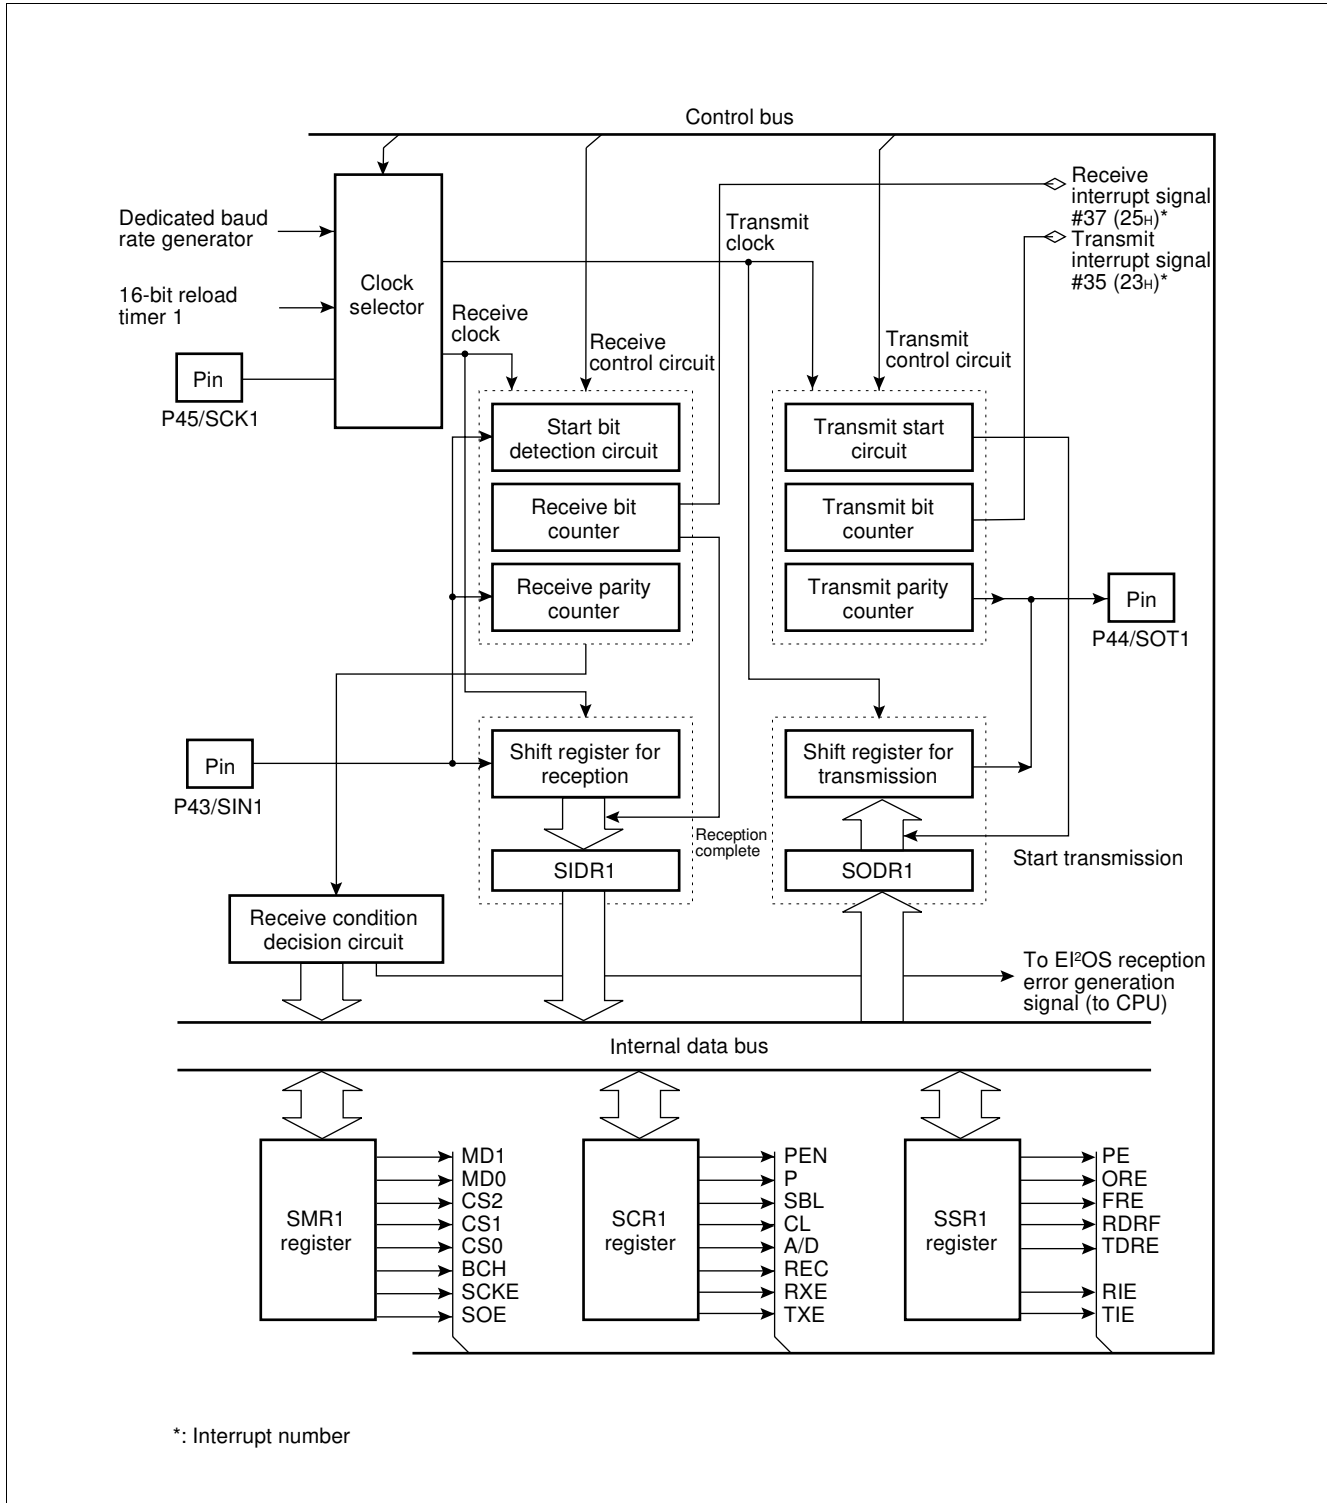 Control bus
Dedicated baud
rate generator
16-bit reload
timer 1
Pin
P45/SCK1
Clock
selector
Receive
clock
Transmit
clock
Receive
control circuit
Transmit
control circuit
Receive
interrupt signal
#37 (25H)*
Transmit
interrupt signal
#35 (23H)*
Start bit
detection circuit
Receive bit
counter
Receive parity
counter
Transmit start
circuit
Transmit bit
counter
Transmit parity
counter
Pin
P44/SOT1
Pin
P43/SIN1
Shift register for
reception
Shift register for
transmission
Reception
complete
Start transmission
SIDR1
SODR1
Receive condition
decision circuit
To EI²OS reception
error generation
signal (to CPU)
Internal data bus
SMR1
register
MD1
MD0
CS2
CS1
CS0
BCH
SCKE
SOE
SCR1
register
PEN
P
SBL
CL
A/D
REC
RXE
TXE
SSR1
register
PE
ORE
FRE
RDRF
TDRE
RIE
TIE
*: Interrupt number